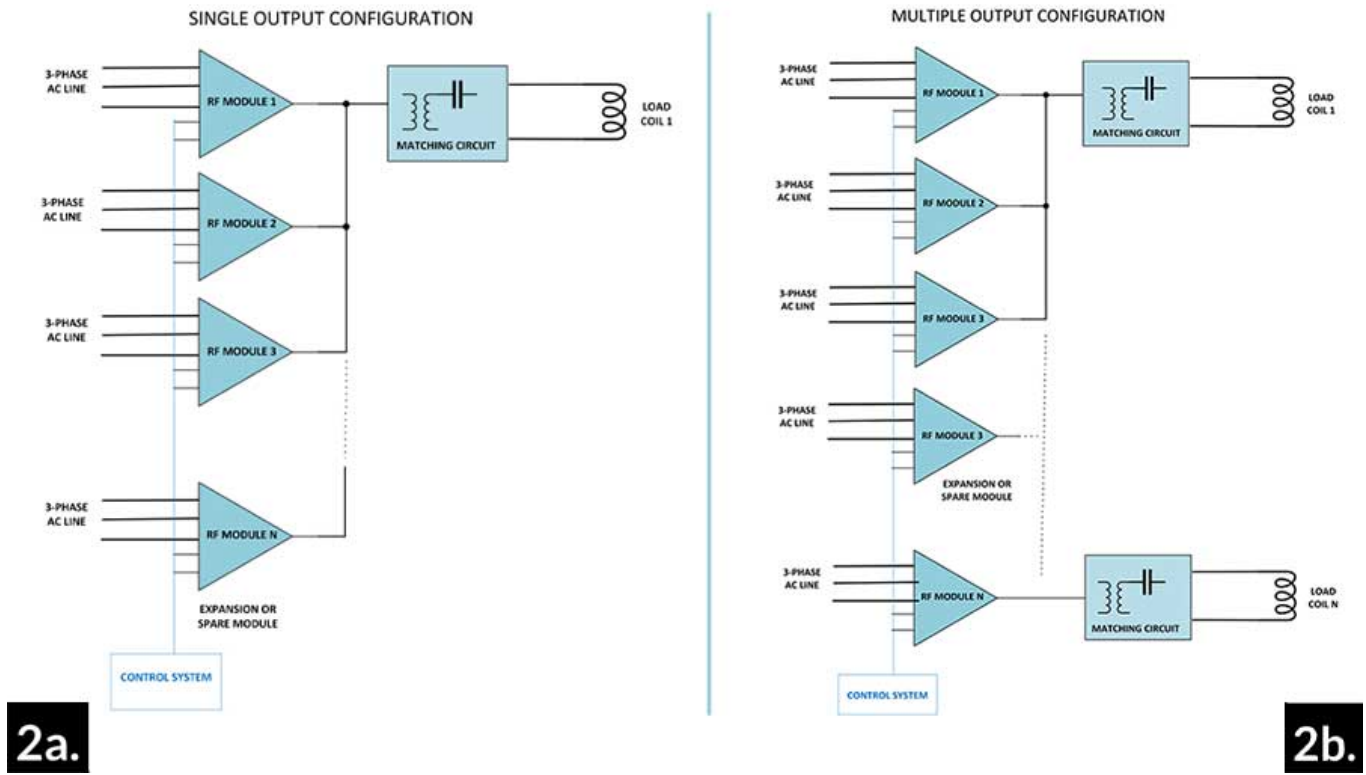 SINGLE OUTPUT CONFIGURATION
3-PHASE
AC LINE
RF MODULE 1
MATCHING CIRCUIT
LOAD
COIL 1
3-PHASE
AC LINE
RF MODULE 2
3-PHASE
AC LINE
RF MODULE 3
3-PHASE
AC LINE
RF MODULE N
EXPANSION OR
SPARE MODULE
CONTROL SYSTEM
2a.
MULTIPLE OUTPUT CONFIGURATION
3-PHASE
AC LINE
RF MODULE 1
MATCHING CIRCUIT
LOAD
COIL 1
3-PHASE
AC LINE
RF MODULE 2
3-PHASE
AC LINE
RF MODULE 3
3-PHASE
AC LINE
RF MODULE 3
EXPANSION OR
SPARE MODULE
3-PHASE
AC LINE
RF MODULE N
MATCHING CIRCUIT
LOAD
COIL N
CONTROL SYSTEM
2b.